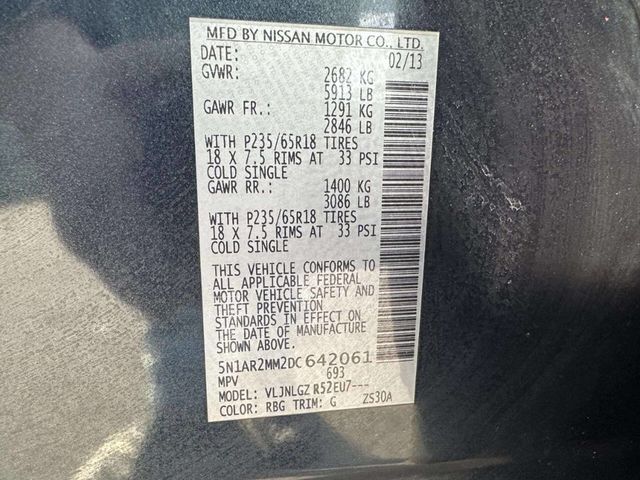 MFD BY NISSAN MOTOR CO., LTD.
DATE: 02/13
GVWR: 2682 KG
5913 LB
GAWR FR.: 1291 KG
2846 LB
WITH P235/65R18 TIRES
18 X 7.5 RIMS AT 33 PSI
COLD SINGLE
GAWR RR.: 1400 KG
3086 LB
WITH P235/65R18 TIRES
18 X 7.5 RIMS AT 33 PSI
COLD SINGLE
THIS VEHICLE CONFORMS TO
ALL APPLICABLE FEDERAL
MOTOR VEHICLE SAFETY AND
THEFT PREVENTION
STANDARDS IN EFFECT ON
THE DATE OF MANUFACTURE
SHOWN ABOVE.
5N1AR2MM2DC642061
MPV 693
MODEL: VLJNLGZ R52EU7---
COLOR: RBG TRIM: G ZS30A